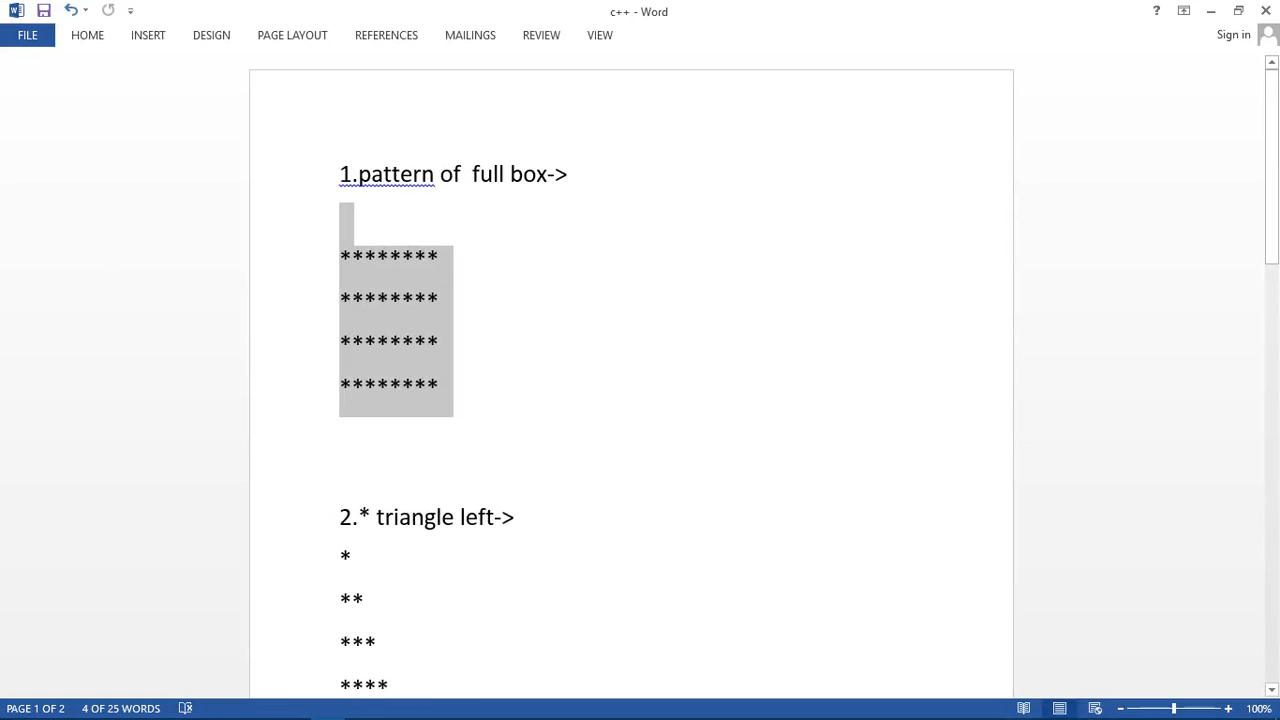 c++ - Word
?
FILE HOME INSERT DESIGN PAGE LAYOUT REFERENCES MAILINGS REVIEW VIEW Sign in
1.pattern of  full box->
********
********
********
********
2.* triangle left->
*
**
***
****
PAGE 1 OF 2 4 OF 25 WORDS 100%